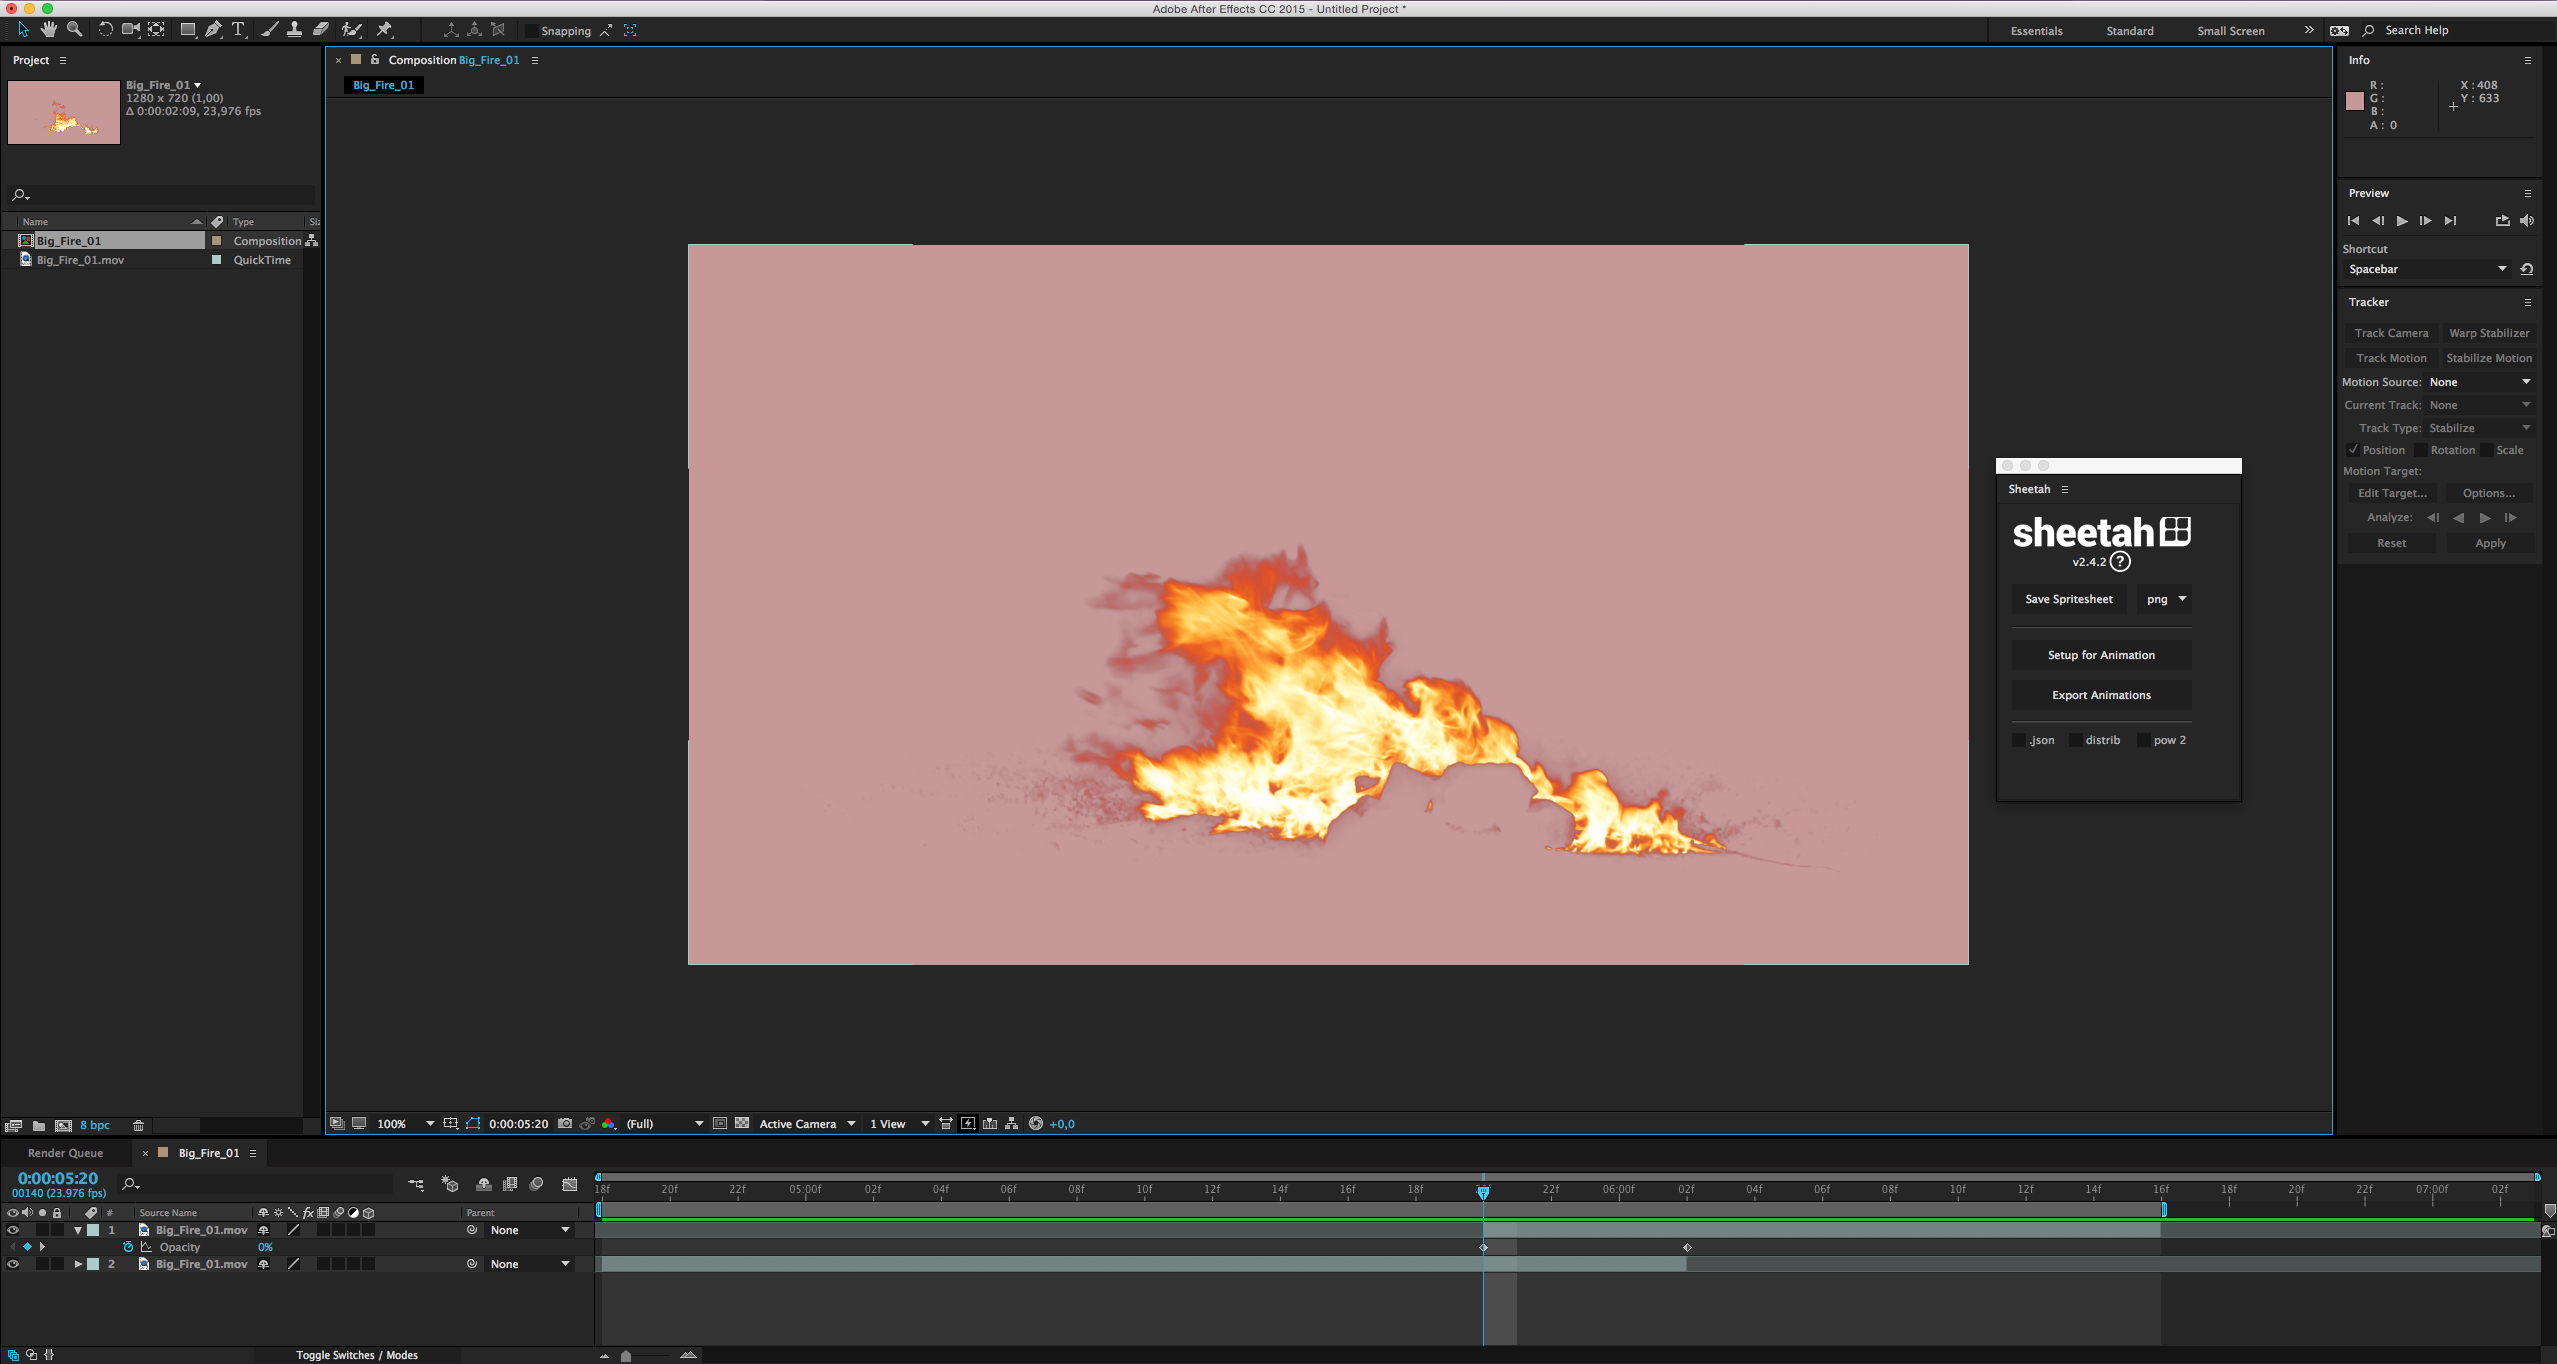 Adobe After Effects CC 2015 - Untitled Project *
Snapping
Essentials
Standard
Small Screen
Search Help
Project
Big_Fire_01
1280 x 720 (1,00)
Δ 0:00:02:09, 23,976 fps
Name
Type
Siz
Big_Fire_01
Composition
Big_Fire_01.mov
QuickTime
8 bpc
Composition Big_Fire_01
Big_Fire_01
100%
0:00:05:20
(Full)
Active Camera
1 View
+0,0
Sheetah
sheetah
v2.4.2 ?
Save Spritesheet
png
Setup for Animation
Export Animations
.json
distrib
pow 2
Info
R :
G :
B :
A : 0
X : 408
Y : 633
Preview
Shortcut
Spacebar
Tracker
Track Camera
Warp Stabilizer
Track Motion
Stabilize Motion
Motion Source: None
Current Track: None
Track Type: Stabilize
Position
Rotation
Scale
Motion Target:
Edit Target...
Options...
Analyze:
Reset
Apply
Render Queue
Big_Fire_01
0:00:05:20
00140 (23.976 fps)
18f 20f 22f 05:00f 02f 04f 06f 08f 10f 12f 14f 16f 18f 22f 06:00f 02f 04f 06f 08f 10f 12f 14f 16f 18f 20f 22f 07:00f 02f
# Source Name
fx
Parent
1 Big_Fire_01.mov
None
Opacity
0%
2 Big_Fire_01.mov
None
Toggle Switches / Modes